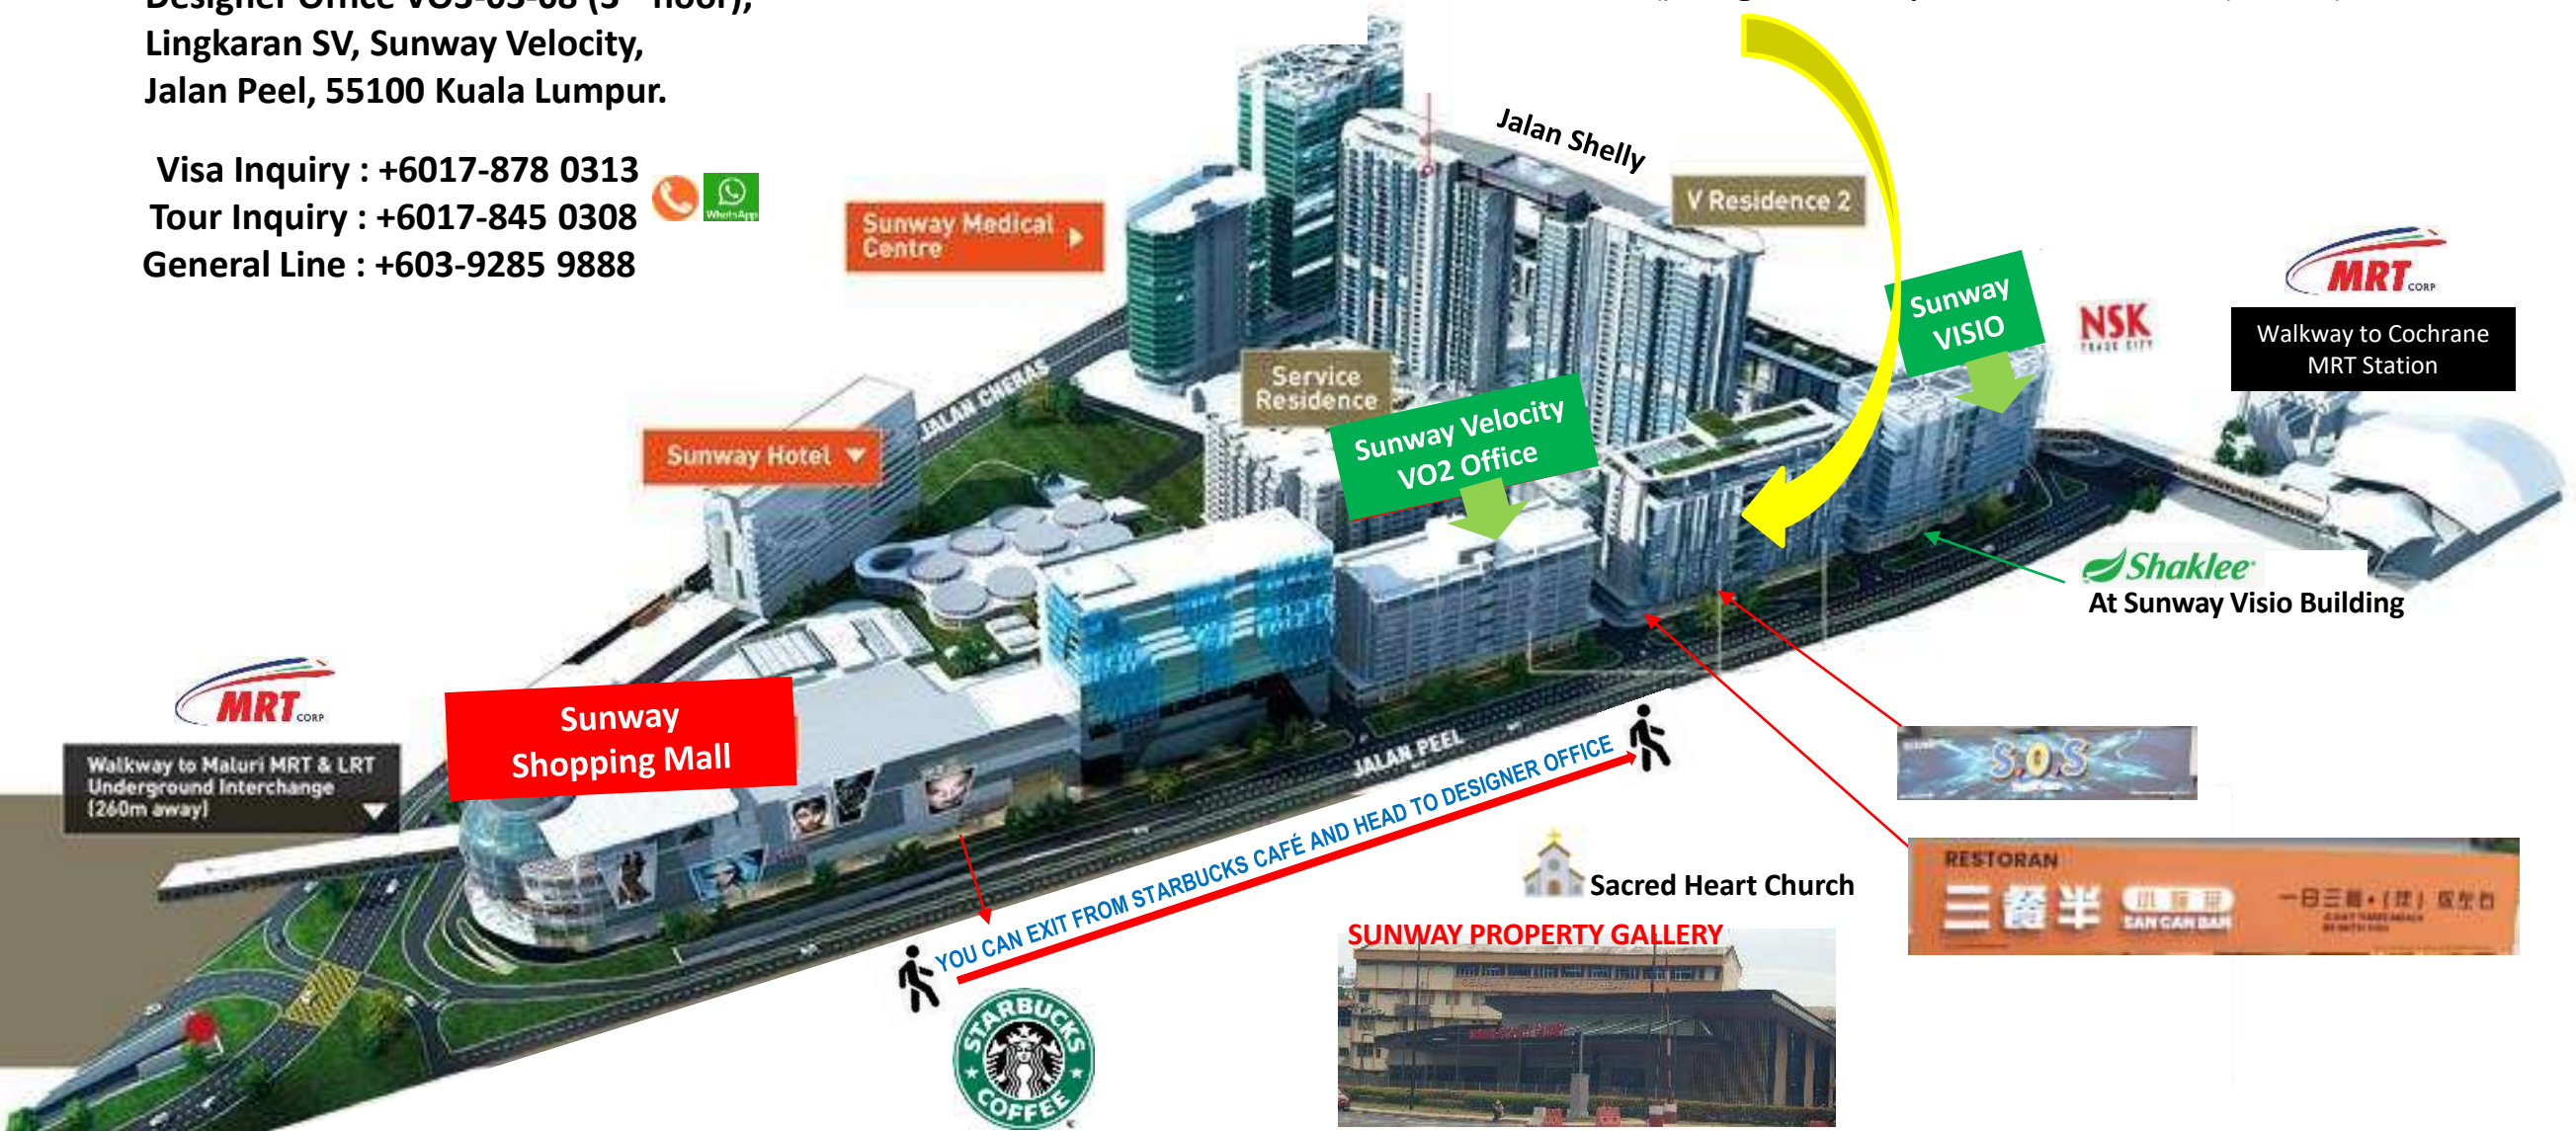 Lingkaran SV, Sunway Velocity,
Jalan Peel, 55100 Kuala Lumpur.
Visa Inquiry : +6017-878 0313
Tour Inquiry : +6017-845 0308
General Line : +603-9285 9888
WhatsApp
Jalan Shelly
V Residence 2
Sunway Medical
Centre
Sunway
VISIO
NSK
TRADE CITY
MRT CORP
Walkway to Cochrane
MRT Station
JALAN CHERAS
Service
Residence
Sunway Hotel
Sunway Velocity
VO2 Office
Shaklee
At Sunway Visio Building
MRT CORP
Walkway to Maluri MRT & LRT
Underground Interchange
(260m away)
Sunway
Shopping Mall
JALAN PEEL
YOU CAN EXIT FROM STARBUCKS CAFÉ AND HEAD TO DESIGNER OFFICE
S.O.S
RESTORAN
三餐半
SAN CAN BAN
Sacred Heart Church
SUNWAY PROPERTY GALLERY
STARBUCKS
COFFEE